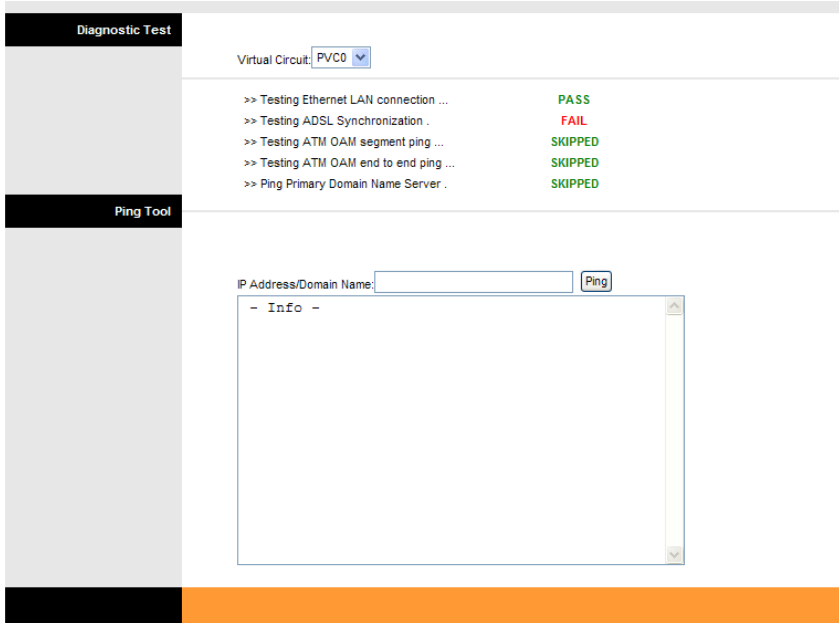 Diagnostic Test
Virtual Circuit: PVC0
>> Testing Ethernet LAN connection ... PASS
>> Testing ADSL Synchronization . FAIL
>> Testing ATM OAM segment ping ... SKIPPED
>> Testing ATM OAM end to end ping ... SKIPPED
>> Ping Primary Domain Name Server . SKIPPED
Ping Tool
IP Address/Domain Name: Ping
- Info -